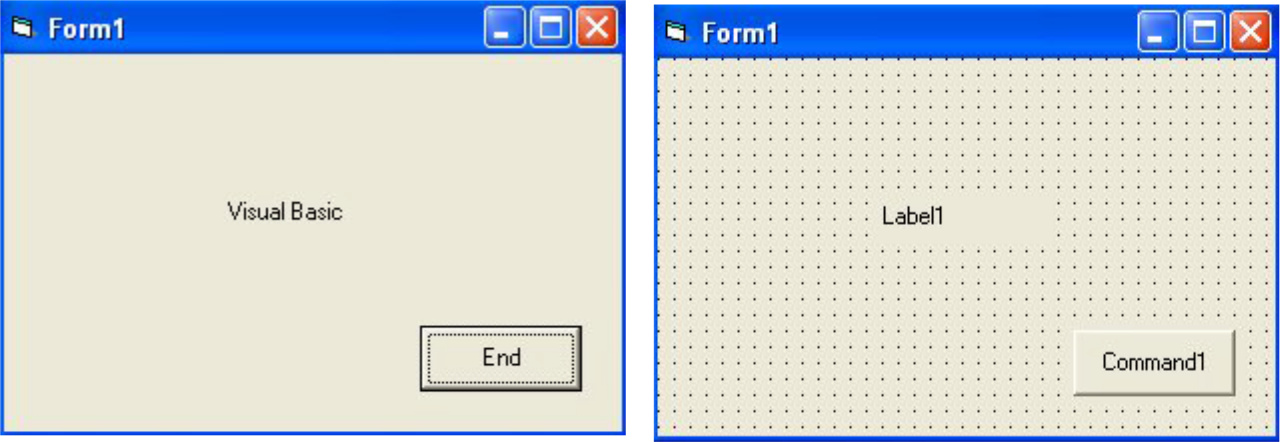 Form1
Visual Basic
End
Form1
Label1
Command1